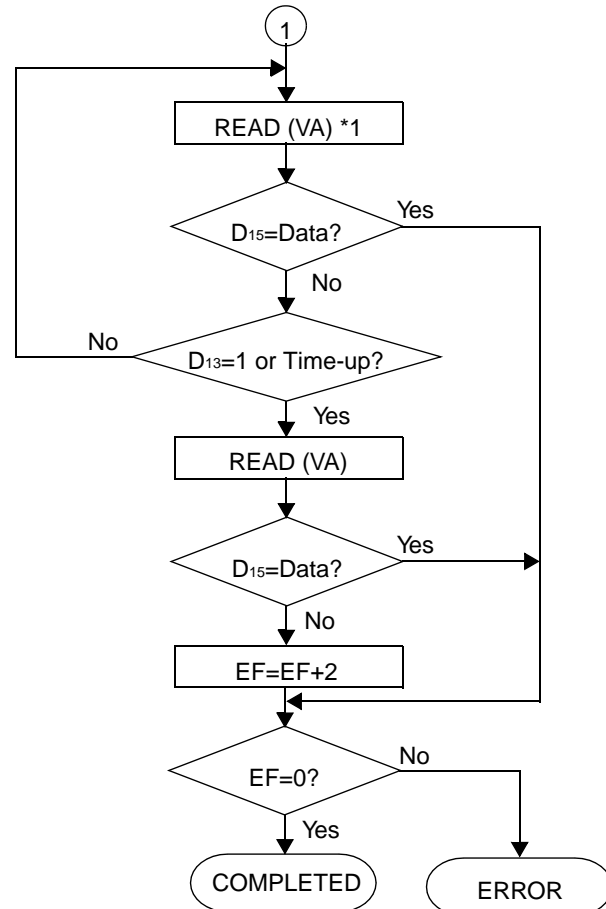 1
READ (VA) *1
Yes
D15=Data?
No
No
D13=1 or Time-up?
Yes
READ (VA)
Yes
D15=Data?
No
EF=EF+2
No
EF=0?
Yes
COMPLETED
ERROR